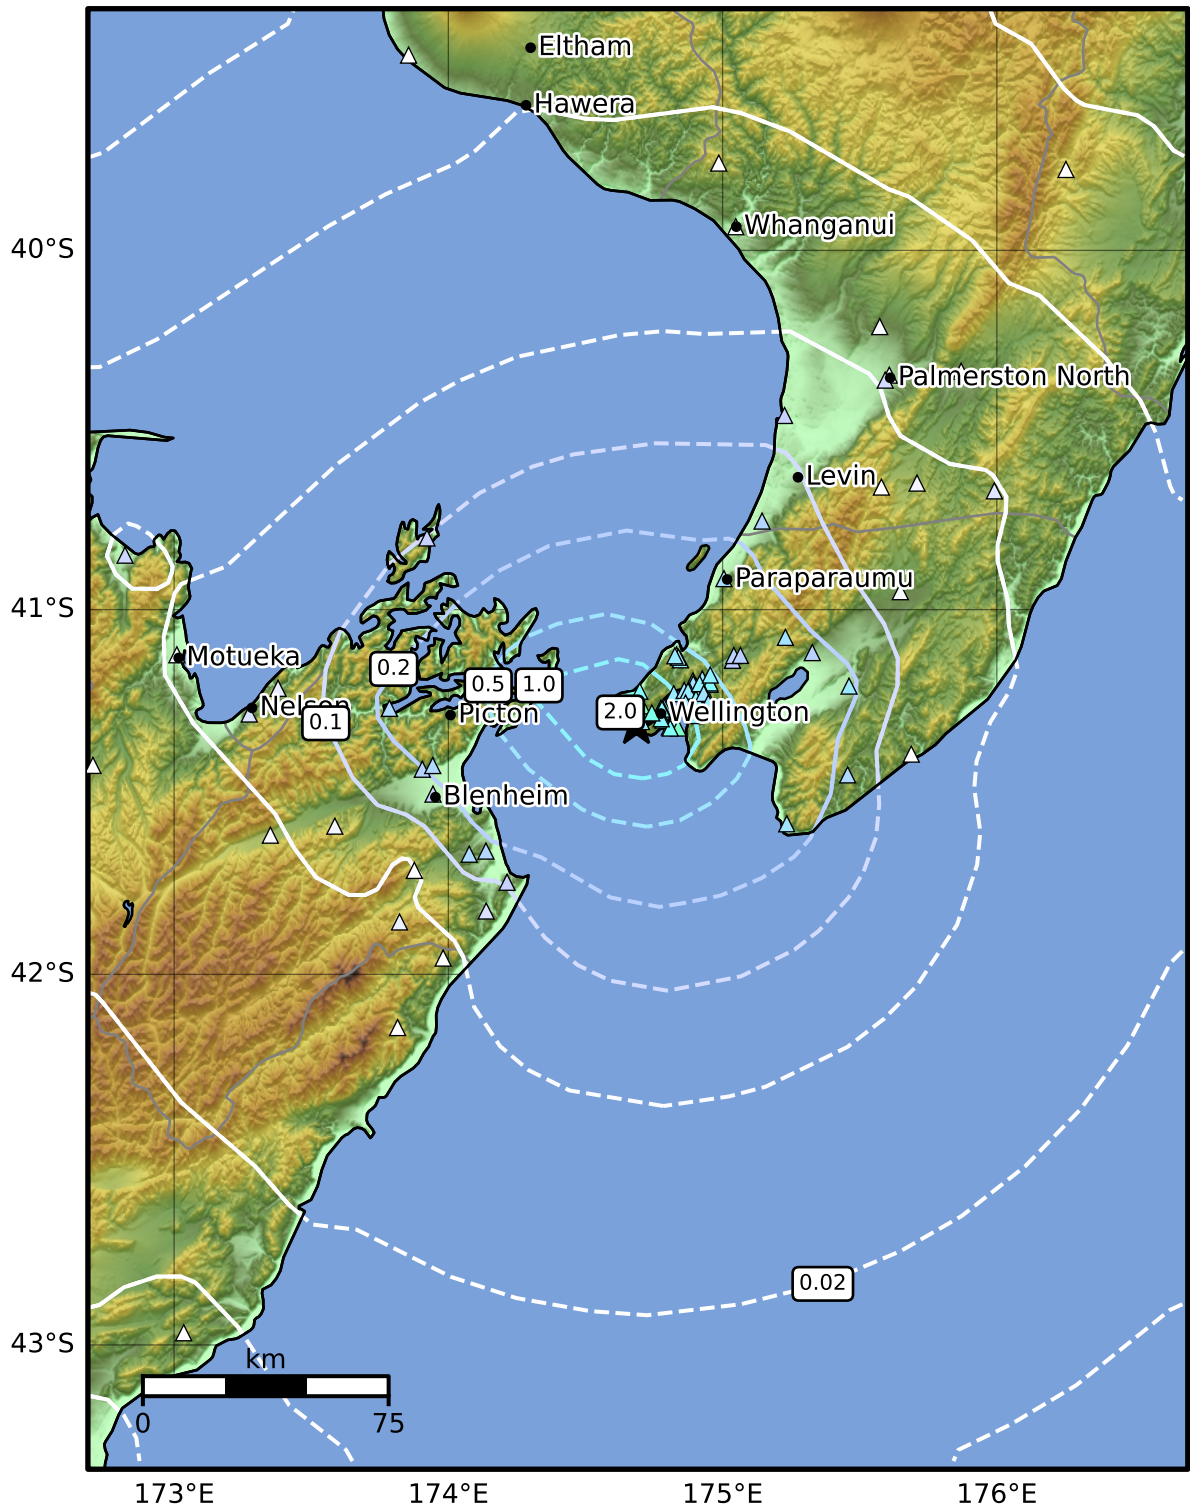 Eltham
Hawera
Whanganui
40°S
Palmerston North
Levin
Paraparaumu
41°S
Motueka
0.2
0.5
1.0
Nelson
0.1
Picton
2.0
Wellington
Blenheim
42°S
0.02
43°S
km
0
75
173°E
174°E
175°E
176°E